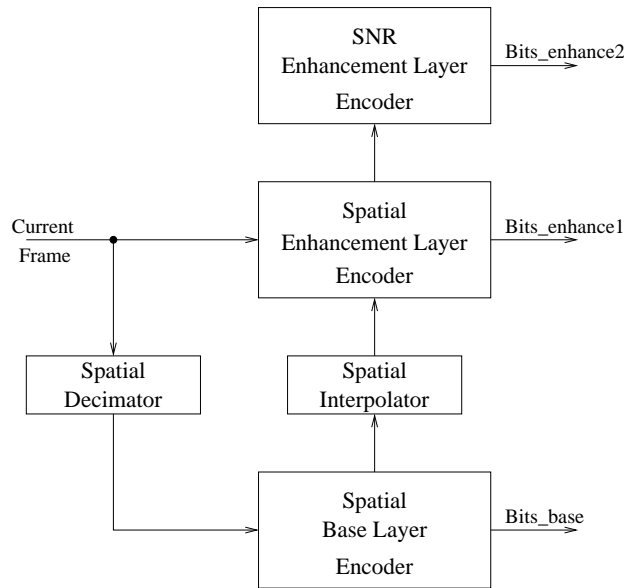 SNR
Enhancement Layer
Encoder
Bits_enhance2
Current
Frame
Spatial
Enhancement Layer
Encoder
Bits_enhance1
Spatial
Decimator
Spatial
Interpolator
Spatial
Base Layer
Encoder
Bits_base